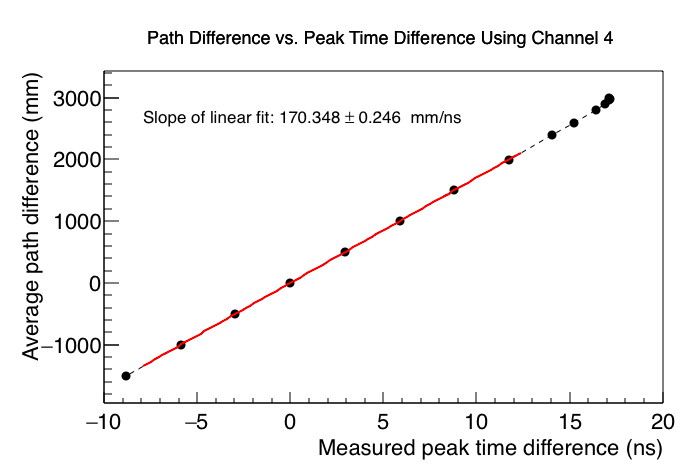 Path Difference vs. Peak Time Difference Using Channel 4
Average path difference (mm)
3000
2000
1000
0
−1000
Slope of linear fit: 170.348 ± 0.246 mm/ns
−10 −5 0 5 10 15 20
Measured peak time difference (ns)